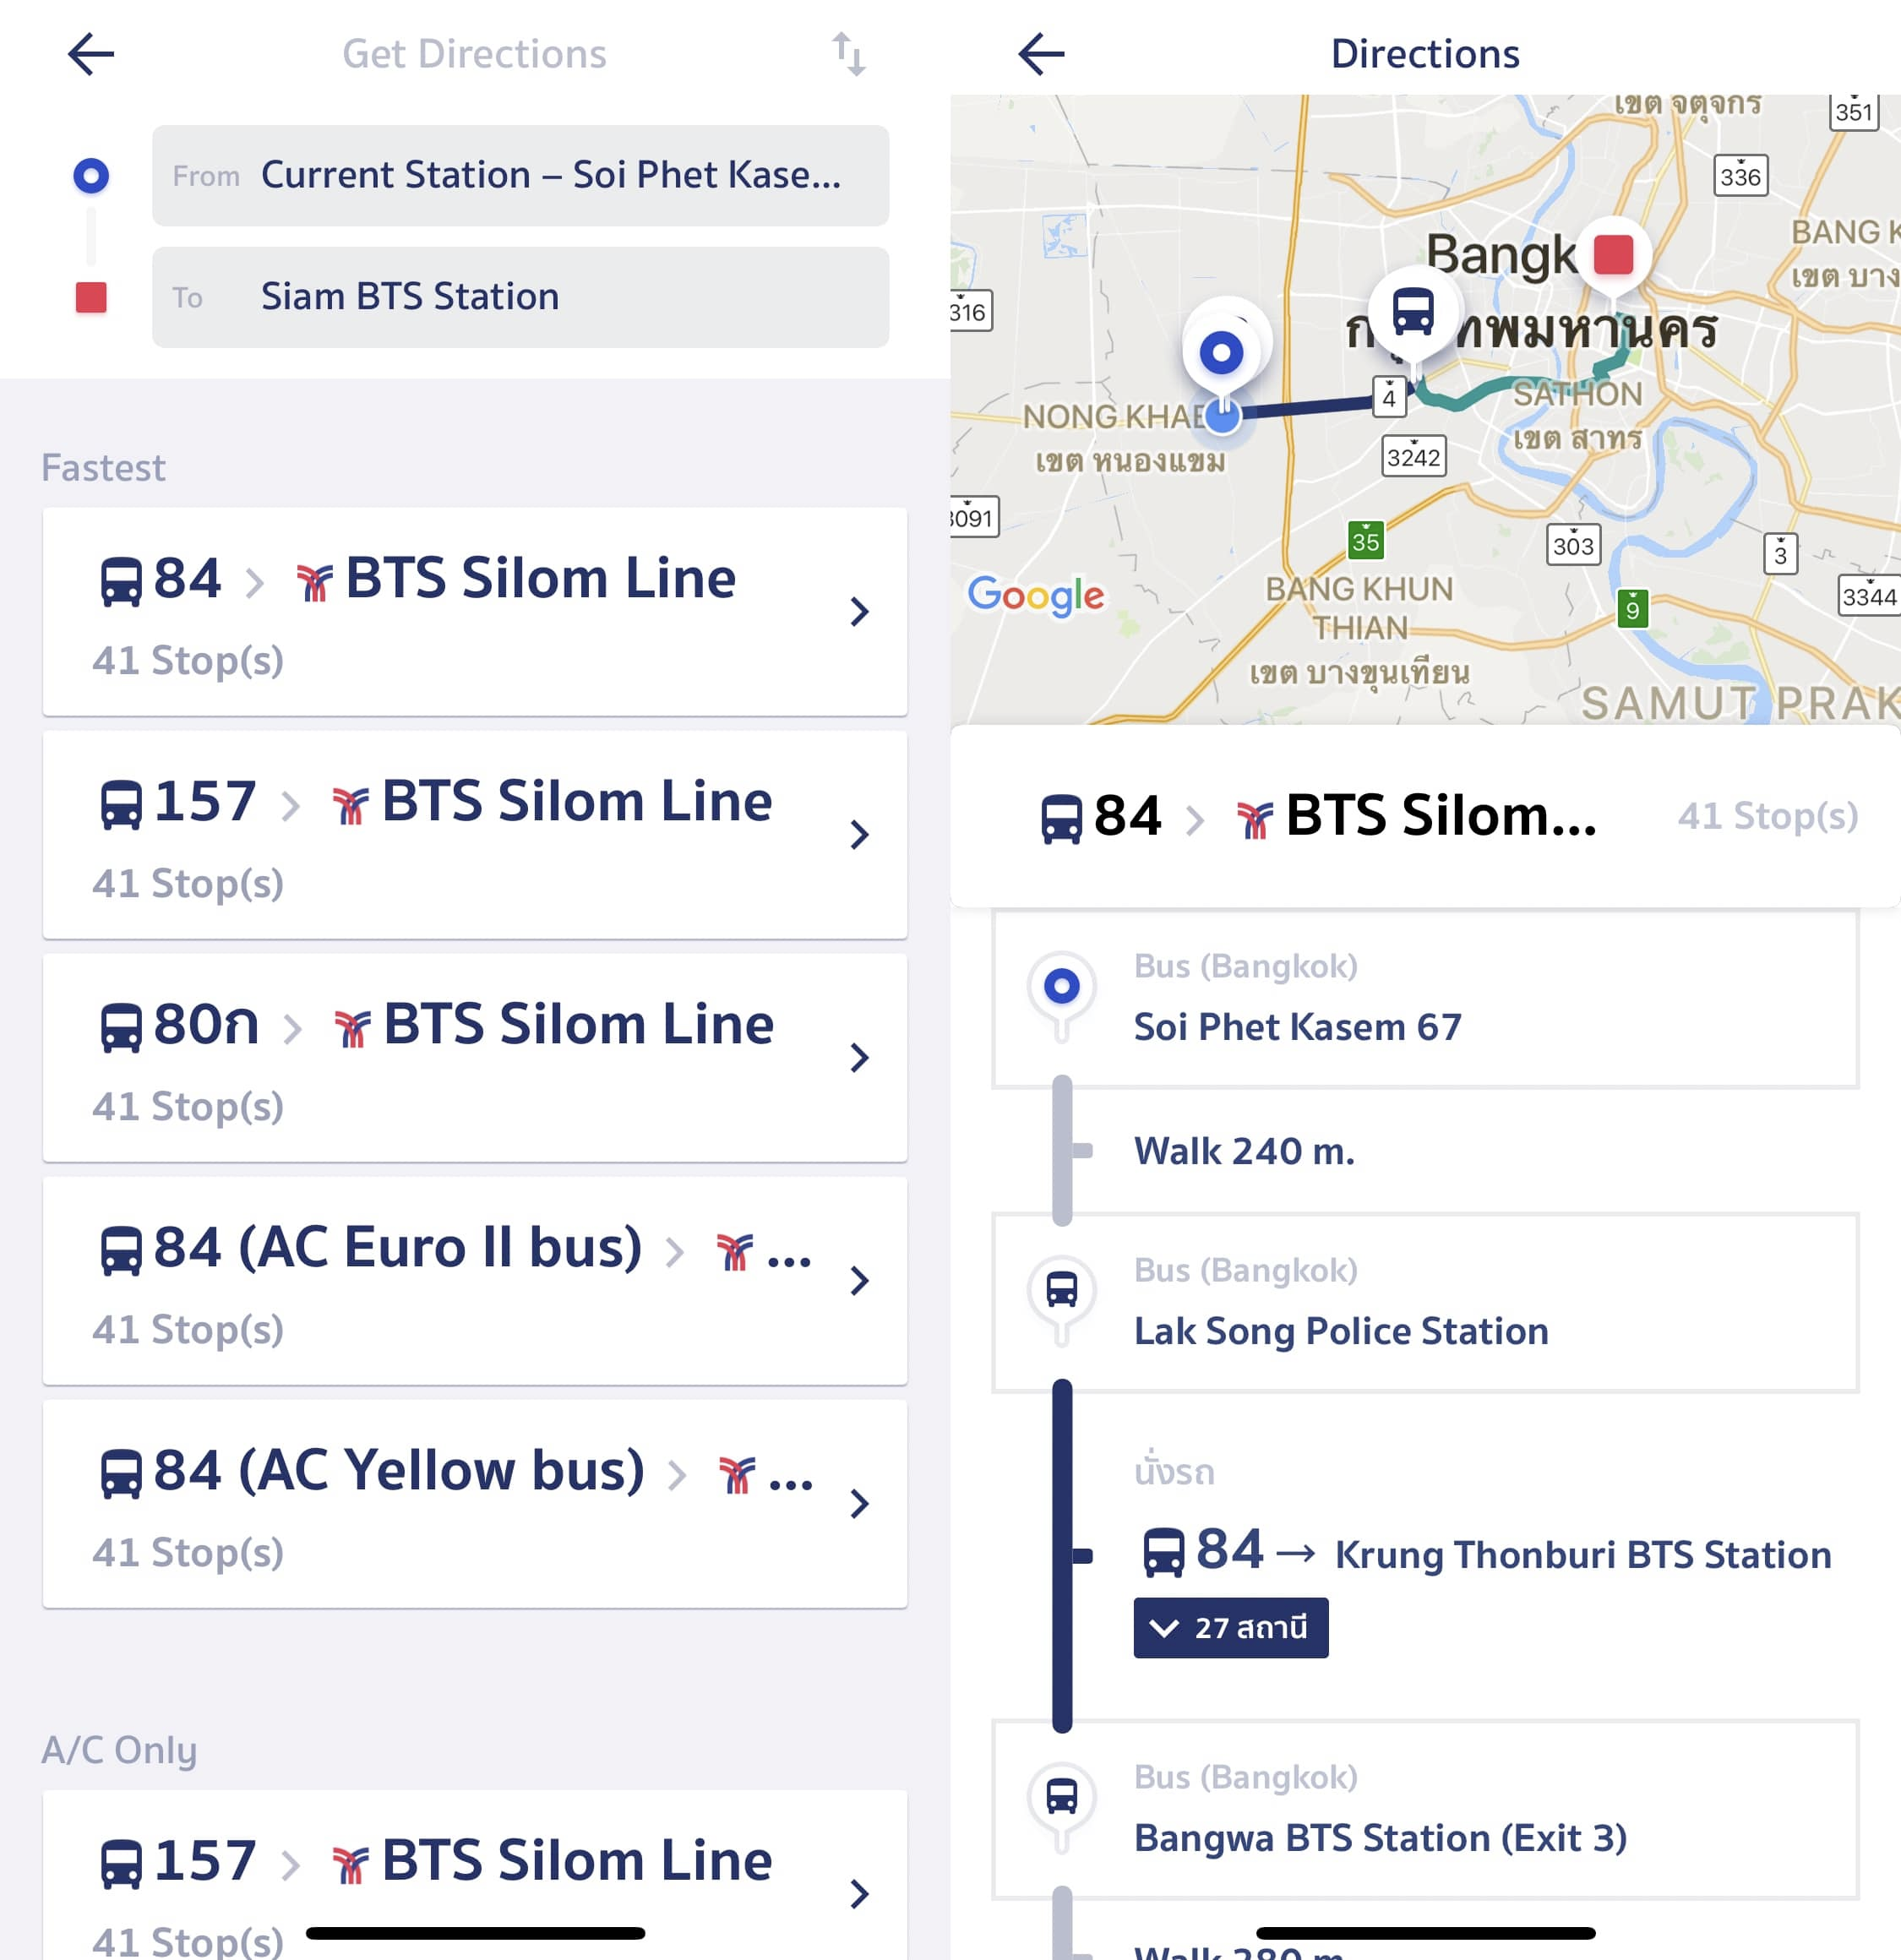 Get Directions
From Current Station – Soi Phet Kase...
To Siam BTS Station
Fastest
84 > BTS Silom Line
41 Stop(s)
157 > BTS Silom Line
41 Stop(s)
80ก > BTS Silom Line
41 Stop(s)
84 (AC Euro II bus) > ...
41 Stop(s)
84 (AC Yellow bus) > ...
41 Stop(s)
A/C Only
157 > BTS Silom Line
41 Stop(s)
Directions
เขต จตุจักร
351
336
BANG K
เขต บาง
Bangk
316
ทพมหานคร
4
NONG KHAE
เขต หนองแขม
SATHON
เขต สาทร
3242
3091
35
303
3
Google
BANG KHUN
THIAN
เขต บางขุนเทียน
9
3344
SAMUT PRAK
84 > BTS Silom... 41 Stop(s)
Bus (Bangkok)
Soi Phet Kasem 67
Walk 240 m.
Bus (Bangkok)
Lak Song Police Station
นั่งรถ
84 → Krung Thonburi BTS Station
27 สถานี
Bus (Bangkok)
Bangwa BTS Station (Exit 3)
Walk 280 m.